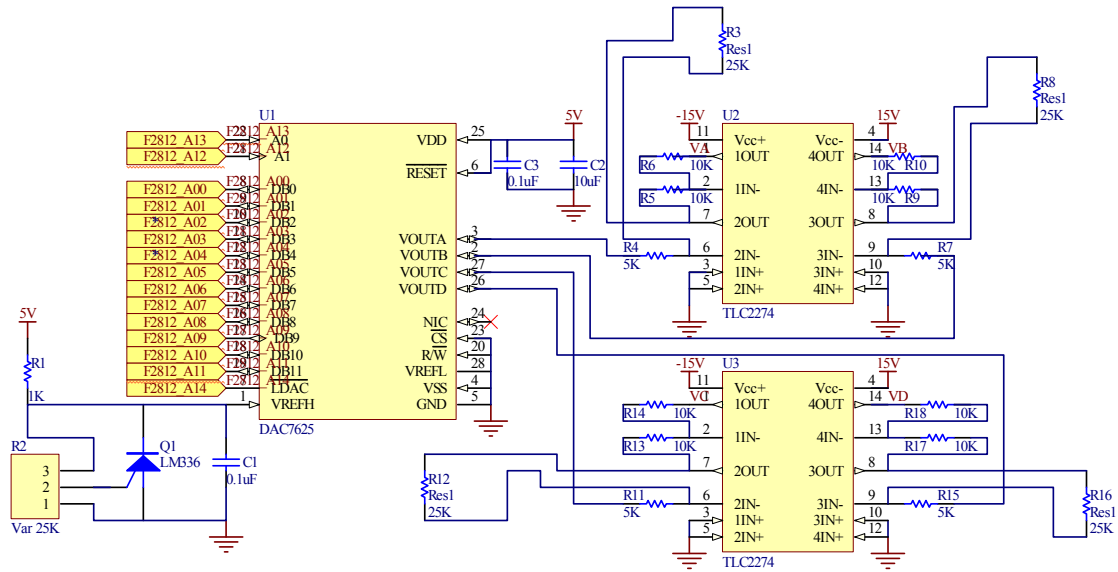 R3
Res1
25K
R8
Res1
25K
U1
5V
-15V
U2
15V
F2812_A13
F2812_A12
A0
A1
VDD
25
RESET
6
C3
0.1uF
C2
10uF
11
Vcc+
Vcc-
4
VA
1
1OUT
4OUT
14
VB
R6
10K
10K
R10
2
1IN-
4IN-
13
R5
10K
10K
R9
7
2OUT
3OUT
8
R4
5K
6
2IN-
3IN-
9
R7
5K
3
1IN+
3IN+
10
5
2IN+
4IN+
12
TLC2274
F2812_A00
DB0
F2812_A01
DB1
F2812_A02
DB2
F2812_A03
DB3
F2812_A04
DB4
F2812_A05
DB5
F2812_A06
DB6
F2812_A07
DB7
F2812_A08
DB8
F2812_A09
DB9
F2812_A10
DB10
F2812_A11
DB11
F2812_A14
LDAC
1
VREFH
VOUTA
3
VOUTB
2
VOUTC
27
VOUTD
26
NIC
24
CS
23
R/W
20
VREFL
28
VSS
4
GND
5
DAC7625
5V
R1
1K
R2
3
2
1
Var 25K
Q1
LM336
C1
0.1uF
-15V
U3
15V
11
Vcc+
Vcc-
4
VC
1
1OUT
4OUT
14
VD
R14
10K
R18
10K
2
1IN-
4IN-
13
R13
10K
R17
10K
7
2OUT
3OUT
8
R12
Res1
25K
R11
5K
6
2IN-
3IN-
9
R15
5K
R16
Res1
25K
3
1IN+
3IN+
10
5
2IN+
4IN+
12
TLC2274